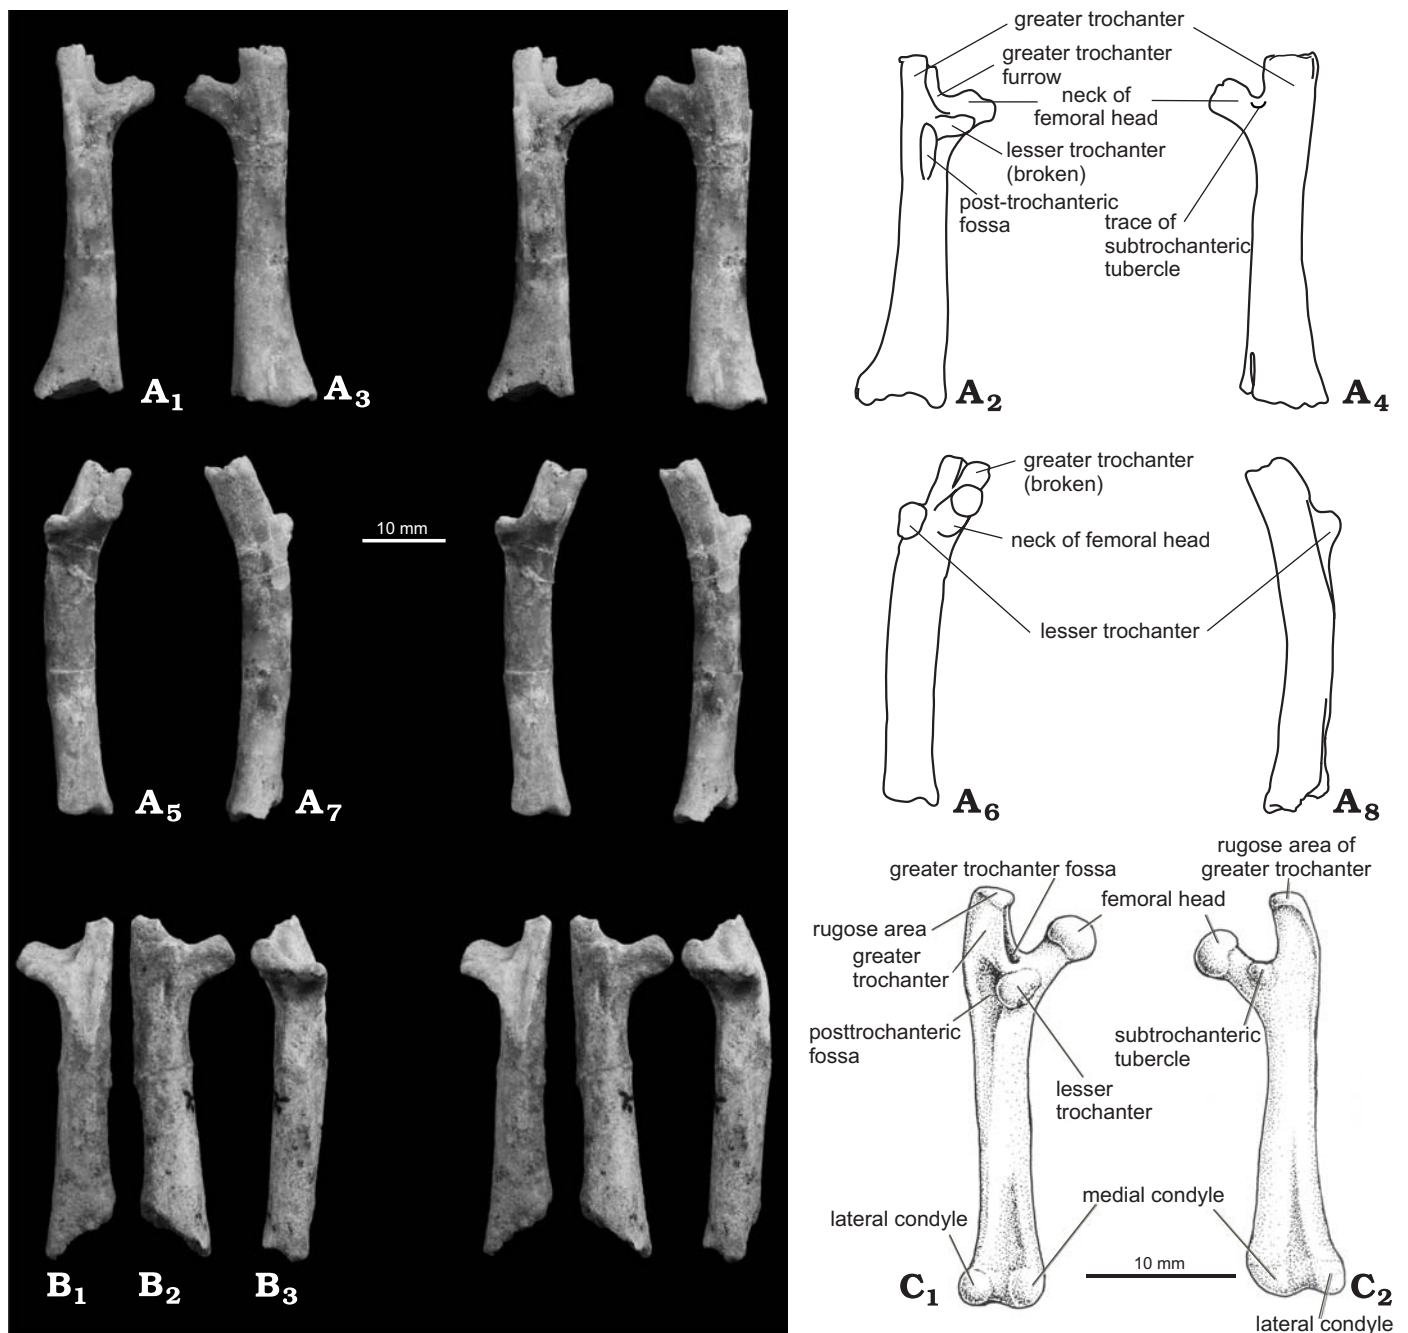 greater trochanter
greater trochanter
furrow
neck of
femoral head
lesser trochanter
(broken)
post-trochanteric
fossa
trace of
subtrochanteric
tubercle
A1
A3
A2
A4
greater trochanter
(broken)
10 mm
neck of femoral head
lesser trochanter
A5
A7
A6
A8
rugose area of
greater trochanter
greater trochanter fossa
femoral head
rugose area
greater
trochanter
posttrochanteric
fossa
subtrochanteric
tubercle
lesser
trochanter
medial condyle
lateral condyle
10 mm
B1
B2
B3
C1
C2
lateral condyle